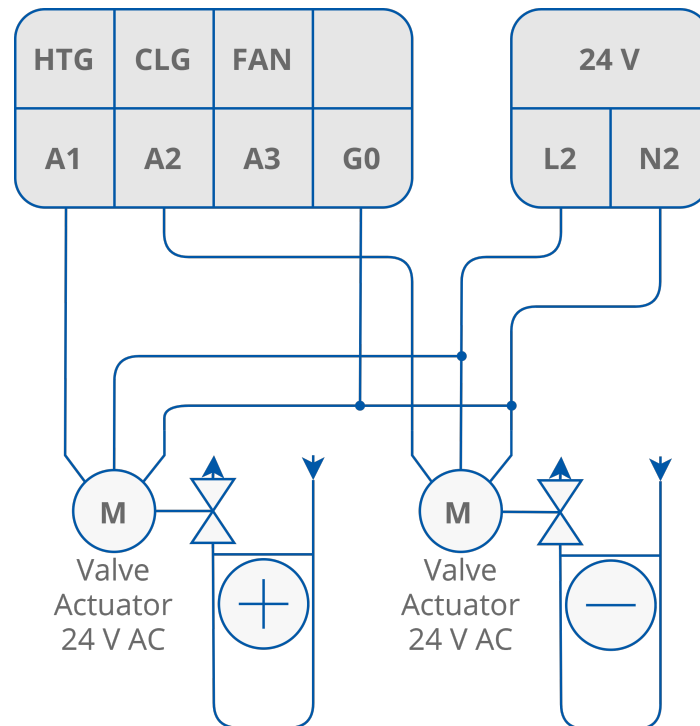 HTG CLG FAN
24 V
A1 A2 A3 G0
L2 N2
M
M
Valve
Actuator
24 V AC
Valve
Actuator
24 V AC